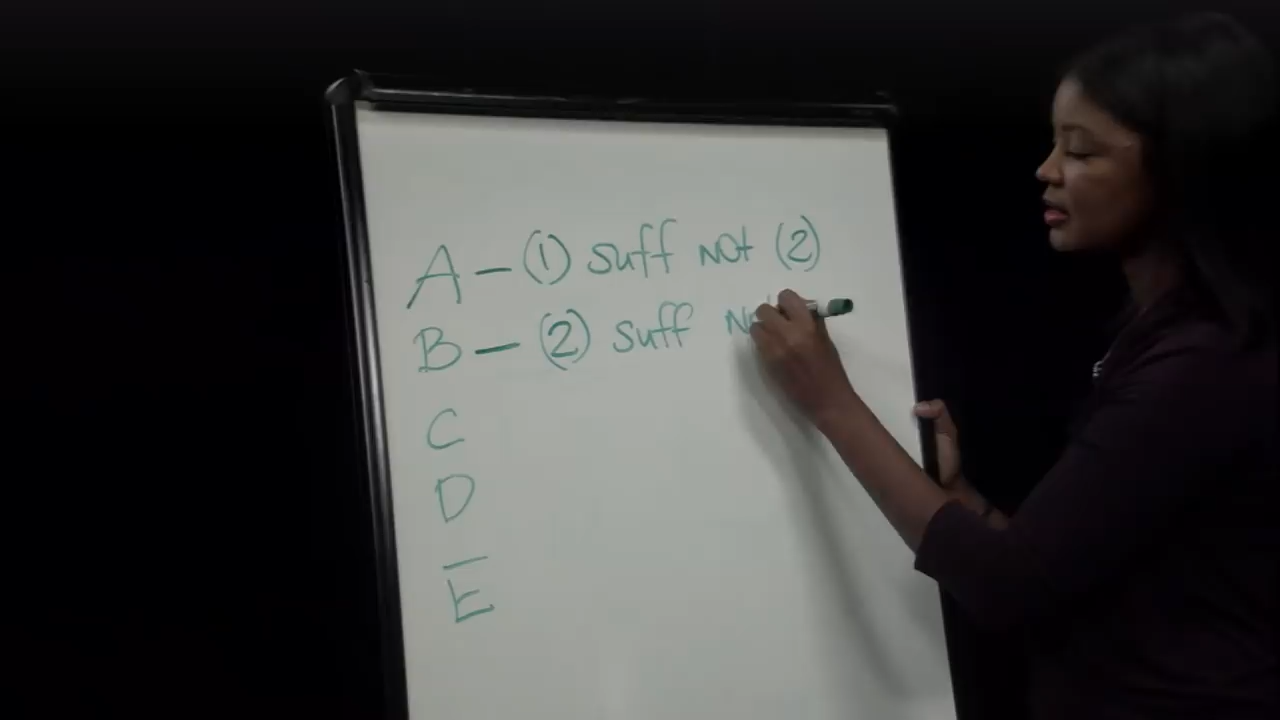 A - (1) suff not (2)
B - (2) suff
C
D
E